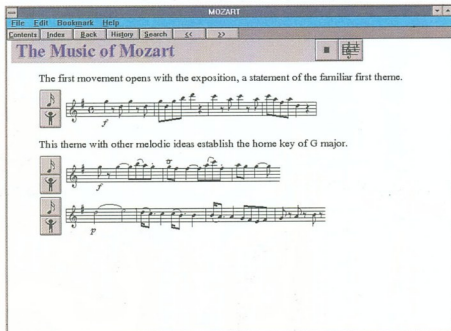 MOZART
File Edit Bookmark Help
Contents Index Back History Search << >>
The Music of Mozart
The first movement opens with the exposition, a statement of the familiar first theme.
f
This theme with other melodic ideas establish the home key of G major.
f
p